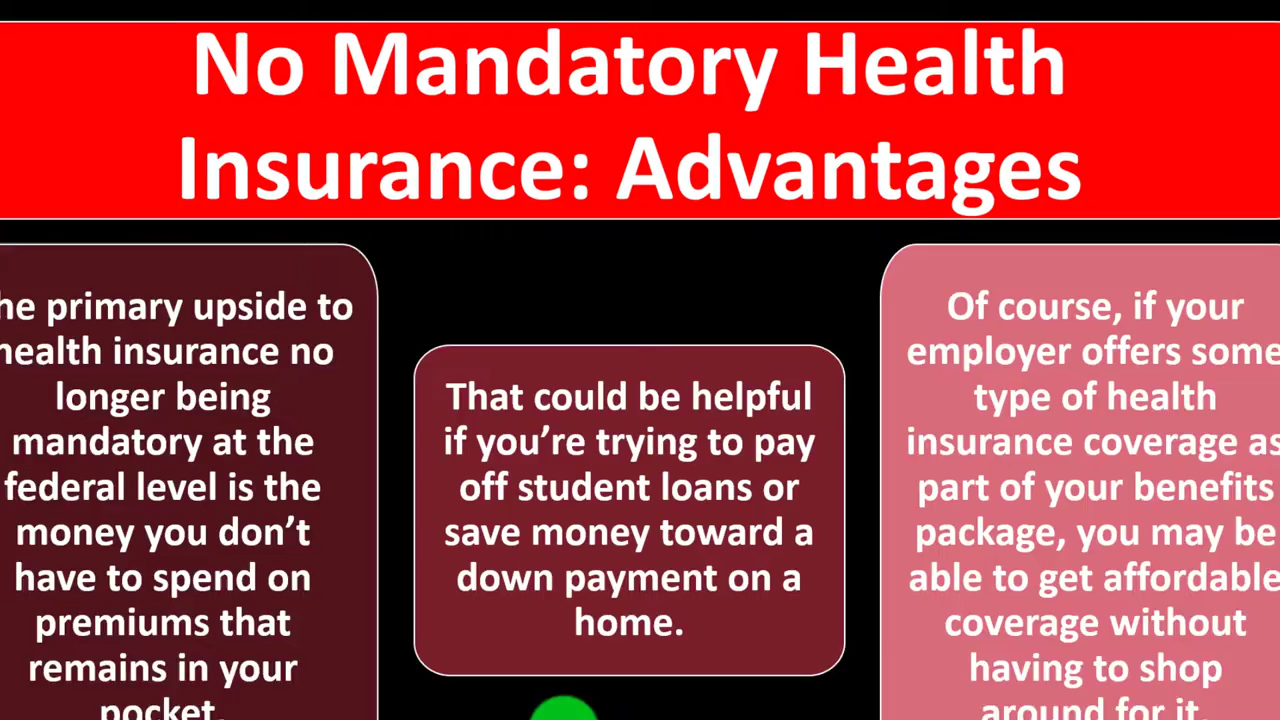 No Mandatory Health
Insurance: Advantages
he primary upside to
health insurance no
longer being
mandatory at the
federal level is the
money you don’t
have to spend on
premiums that
remains in your
pocket.
That could be helpful
if you’re trying to pay
off student loans or
save money toward a
down payment on a
home.
Of course, if your
employer offers some
type of health
insurance coverage as
part of your benefits
package, you may be
able to get affordable
coverage without
having to shop
around for it.